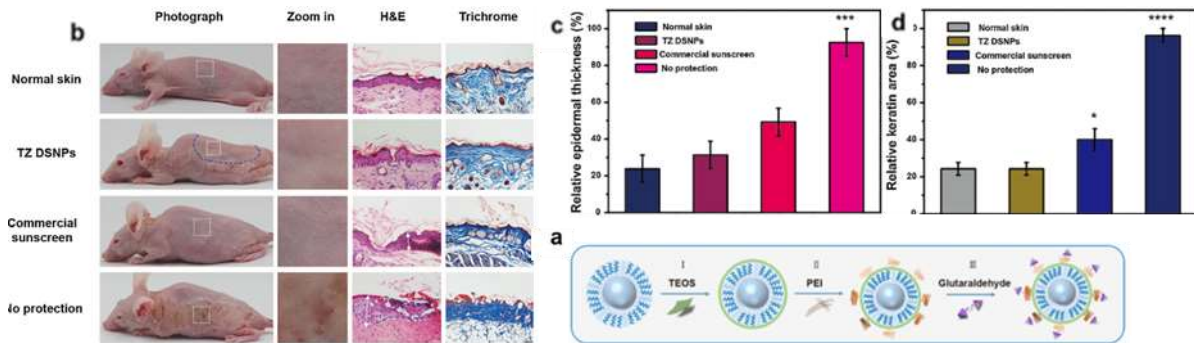 b
Photograph
Zoom in
H&E
Trichrome
Normal skin
TZ DSNPs
Commercial
sunscreen
No protection
c
Relative epidermal thickness (%)
100
80
60
40
20
0
Normal skin
TZ DSNPs
Commercial sunscreen
No protection
***
d
Relative keratin area (%)
80
60
40
20
0
Normal skin
TZ DSNPs
Commercial sunscreen
No protection
*
****
a
I
TEOS
II
PEI
Glutaraldehyde